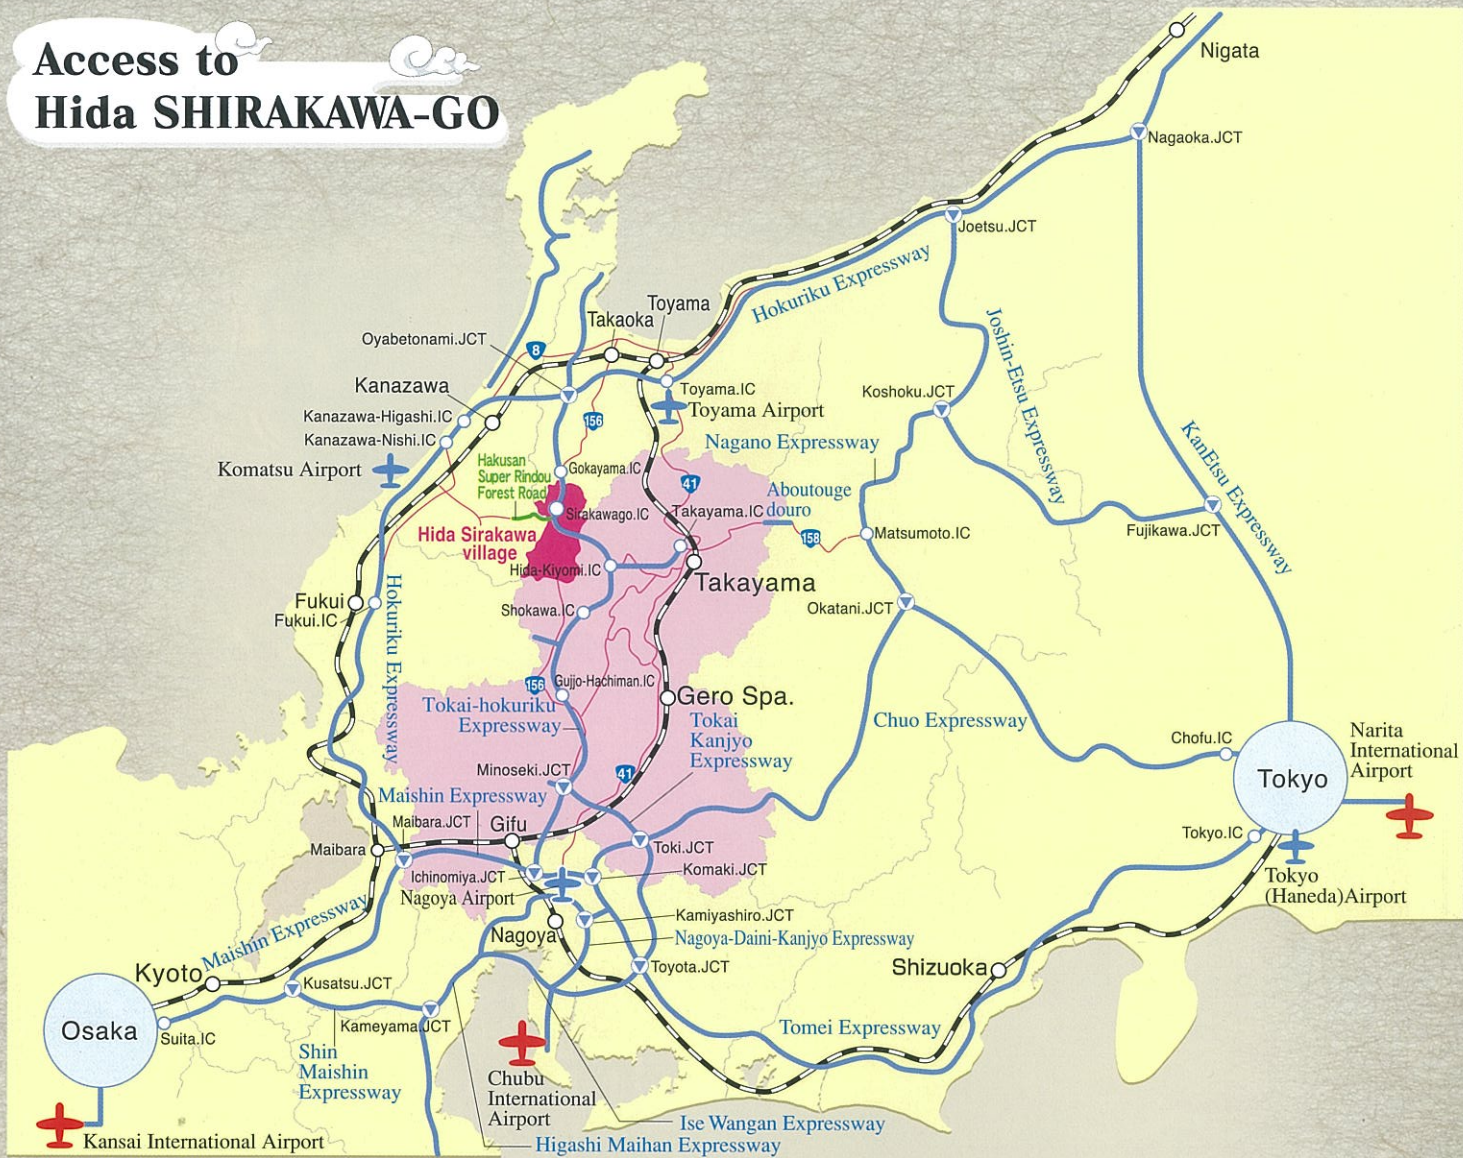 Access to
Hida SHIRAKAWA-GO
Nigata
Nagaoka.JCT
Joetsu.JCT
Hokuriku Expressway
Toyama
Takaoka
Oyabetonami.JCT
8
Kanazawa
Toyama.IC
Toyama Airport
Koshoku.JCT
Joshin-Etsu Expressway
Kanazawa-Higashi.IC
156
Kanazawa-Nishi.IC
Nagano Expressway
KanEtsu Expressway
Komatsu Airport
Hakusan
Super Rindou
Forest Road
Gokayama.IC
41
Aboutouge
douro
Sirakawago.IC
Takayama.IC
158
Matsumoto.IC
Fujikawa.JCT
Hida Sirakawa
village
Hida-Kiyomi.IC
Takayama
Fukui
Fukui.IC
Hokuriku Expressway
Shokawa.IC
Okatani.JCT
156
Gujjo-Hachiman.IC
Gero Spa.
Tokai-hokuriku
Expressway
Tokai
Kanjyo
Expressway
Chuo Expressway
Chofu.IC
Narita
International
Airport
Tokyo
Minoseki.JCT
41
Maishin Expressway
Maibara.JCT
Gifu
Tokyo.IC
Maibara
Toki.JCT
Ichinomiya.JCT
Komaki.JCT
Tokyo
(Haneda)Airport
Nagoya Airport
Kamiyashiro.JCT
Maishin Expressway
Nagoya
Nagoya-Daini-Kanjyo Expressway
Kyoto
Toyota.JCT
Shizuoka
Kusatsu.JCT
Osaka
Kameyama.JCT
Tomei Expressway
Suita.IC
Shin
Maishin
Expressway
Chubu
International
Airport
Ise Wangan Expressway
Kansai International Airport
Higashi Maihan Expressway